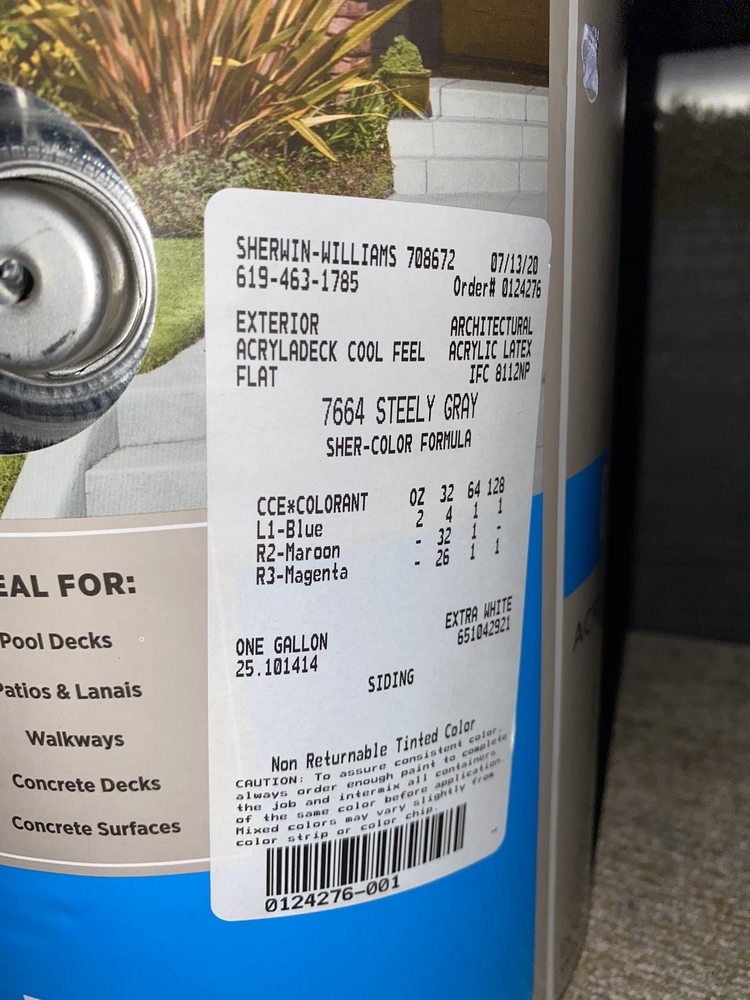 SHERWIN-WILLIAMS 708672 07/13/20
619-463-1785 Order# 0124276
EXTERIOR ARCHITECTURAL
ACRYLADECK COOL FEEL ACRYLIC LATEX
FLAT IFC 8112NP
7664 STEELY GRAY
SHER-COLOR FORMULA
CCE*COLORANT OZ 32 64 128
L1-Blue 2 4 1 1
R2-Maroon - 32 1 -
R3-Magenta - 26 1 1
ONE GALLON EXTRA WHITE
25.101414 651042921
SIDING
Non Returnable Tinted Color
CAUTION: To assure consistent color,
always order enough paint to complete
the job and intermix all containers
of the same color before application.
Mixed colors may vary slightly from
color strip or color chip.
0124276-001
EAL FOR:
Pool Decks
Patios & Lanais
Walkways
Concrete Decks
Concrete Surfaces